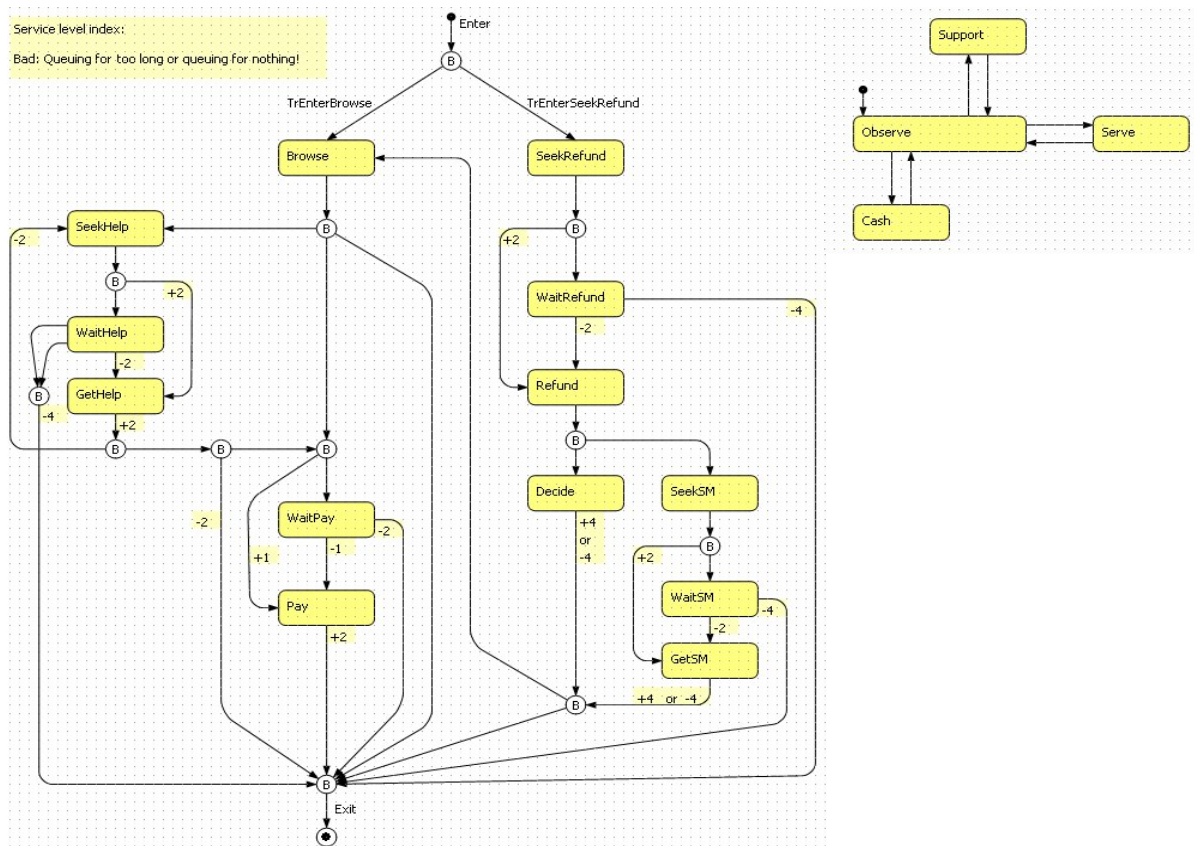 Service level index:
Bad: Queuing for too long or queuing for nothing!
Enter
B
TrEnterBrowse
TrEnterSeekRefund
Browse
SeekRefund
SeekHelp
B
B
-2
+2
B
+2
WaitHelp
WaitRefund
-4
-2
-2
B
GetHelp
Refund
-4
+2
B
B
B
B
Decide
SeekSM
-2
WaitPay
-2
+4
or
-4
B
+1
-1
+2
Pay
WaitSM
-4
+2
-2
GetSM
+4 or -4
B
B
Exit
Support
Observe
Serve
Cash